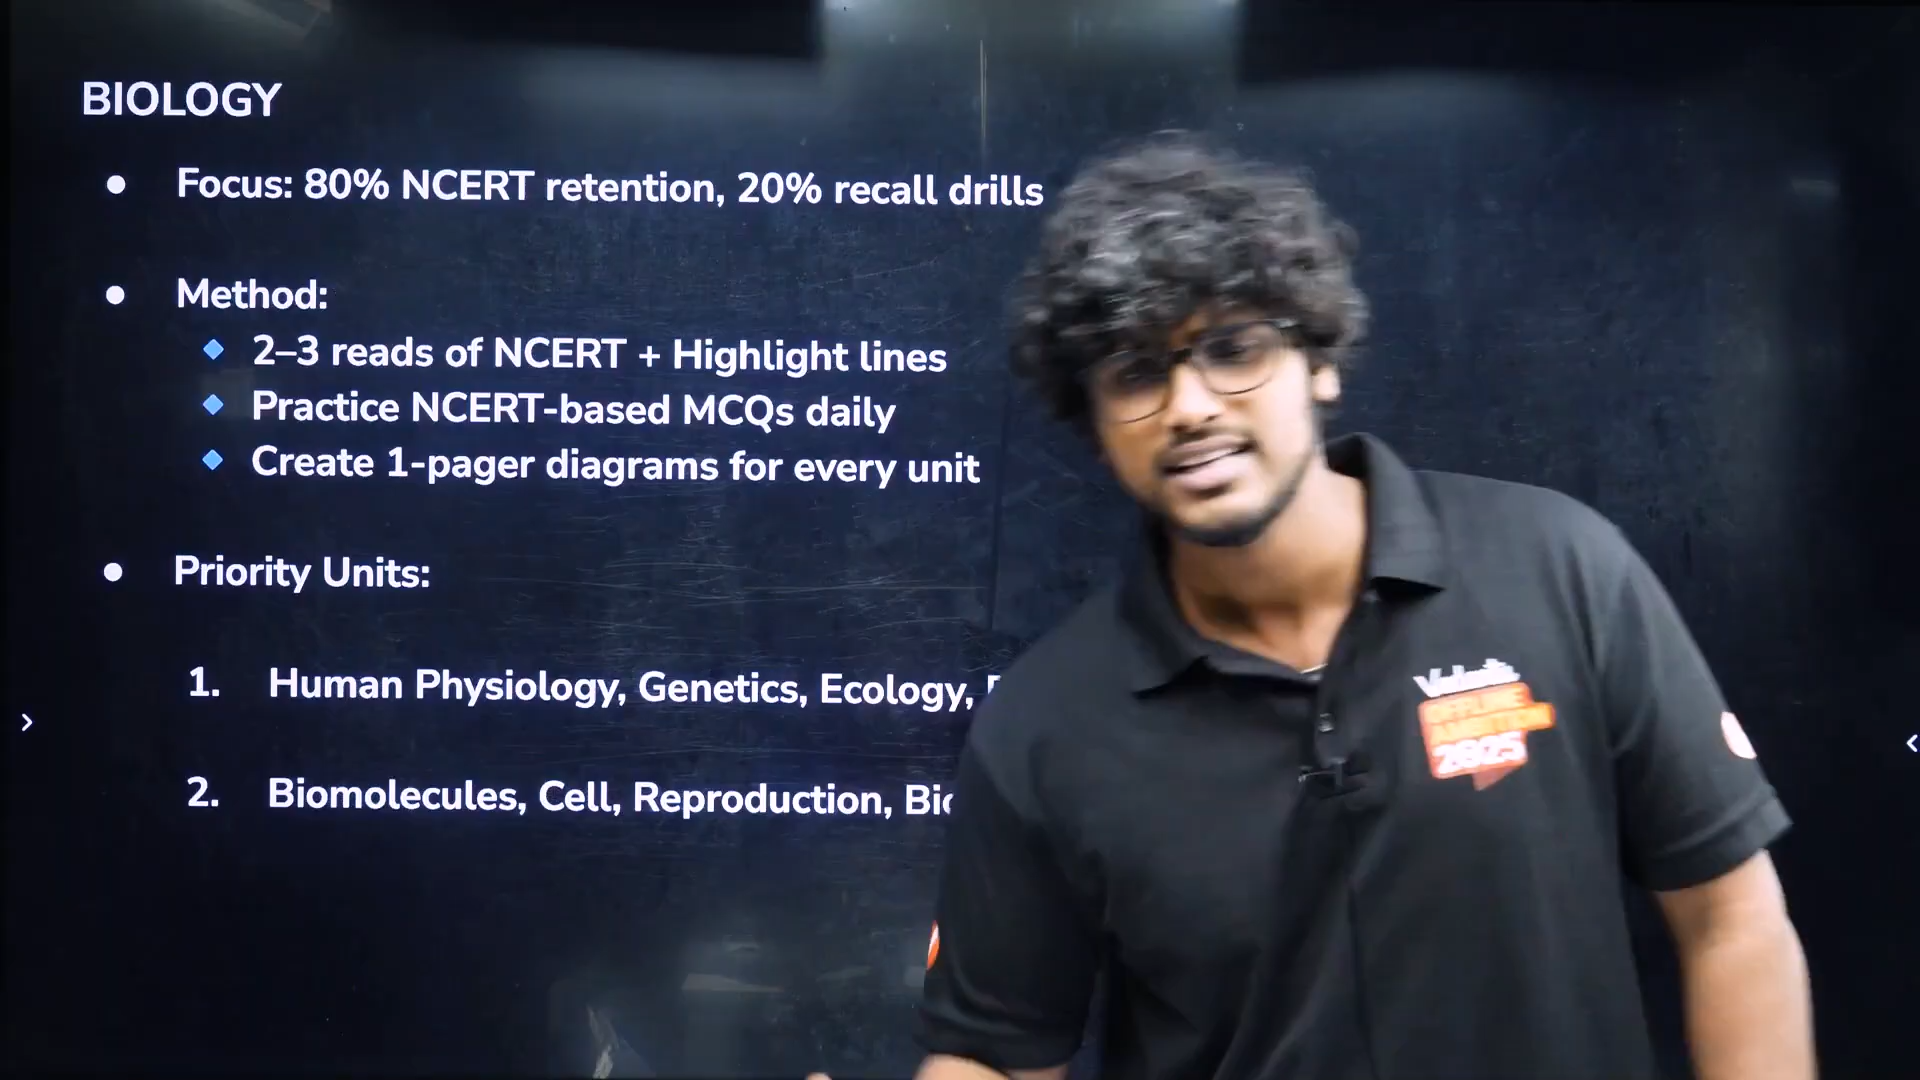 BIOLOGY
● Focus: 80% NCERT retention, 20% recall drills
● Method:
◆ 2–3 reads of NCERT + Highlight lines
◆ Practice NCERT-based MCQs daily
◆ Create 1-pager diagrams for every unit
● Priority Units:
1. Human Physiology, Genetics, Ecology,
2. Biomolecules, Cell, Reproduction,
OFFLINE
2025